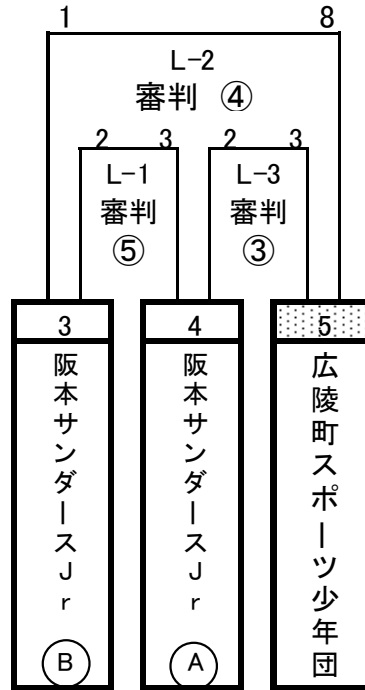 1 8
L-2
審判 ④
2 3 2 3
L-1 L-3
審判 審判
⑤ ③
3 4 5
阪本サンダースJr Ⓑ
阪本サンダースJr Ⓐ
広陵町スポーツ少年団